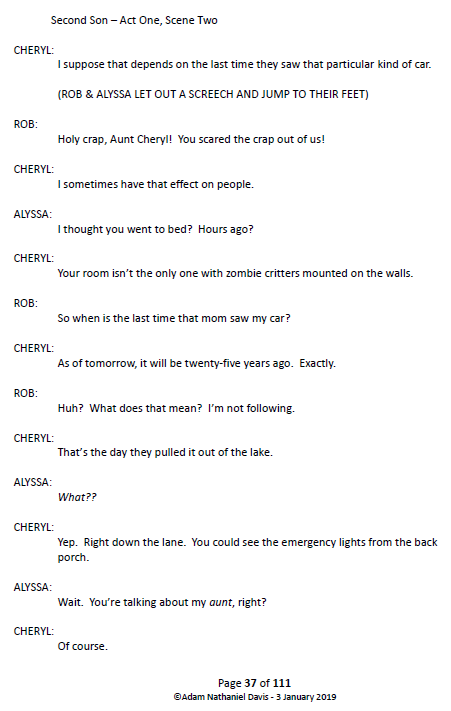 Second Son – Act One, Scene Two
CHERYL:
I suppose that depends on the last time they saw that particular kind of car.
(ROB & ALYSSA LET OUT A SCREECH AND JUMP TO THEIR FEET)
ROB:
Holy crap, Aunt Cheryl!  You scared the crap out of us!
CHERYL:
I sometimes have that effect on people.
ALYSSA:
I thought you went to bed?  Hours ago?
CHERYL:
Your room isn’t the only one with zombie critters mounted on the walls.
ROB:
So when is the last time that mom saw my car?
CHERYL:
As of tomorrow, it will be twenty-five years ago.  Exactly.
ROB:
Huh?  What does that mean?  I’m not following.
CHERYL:
That’s the day they pulled it out of the lake.
ALYSSA:
What??
CHERYL:
Yep.  Right down the lane.  You could see the emergency lights from the back
porch.
ALYSSA:
Wait.  You’re talking about my aunt, right?
CHERYL:
Of course.
Page 37 of 111
©Adam Nathaniel Davis - 3 January 2019